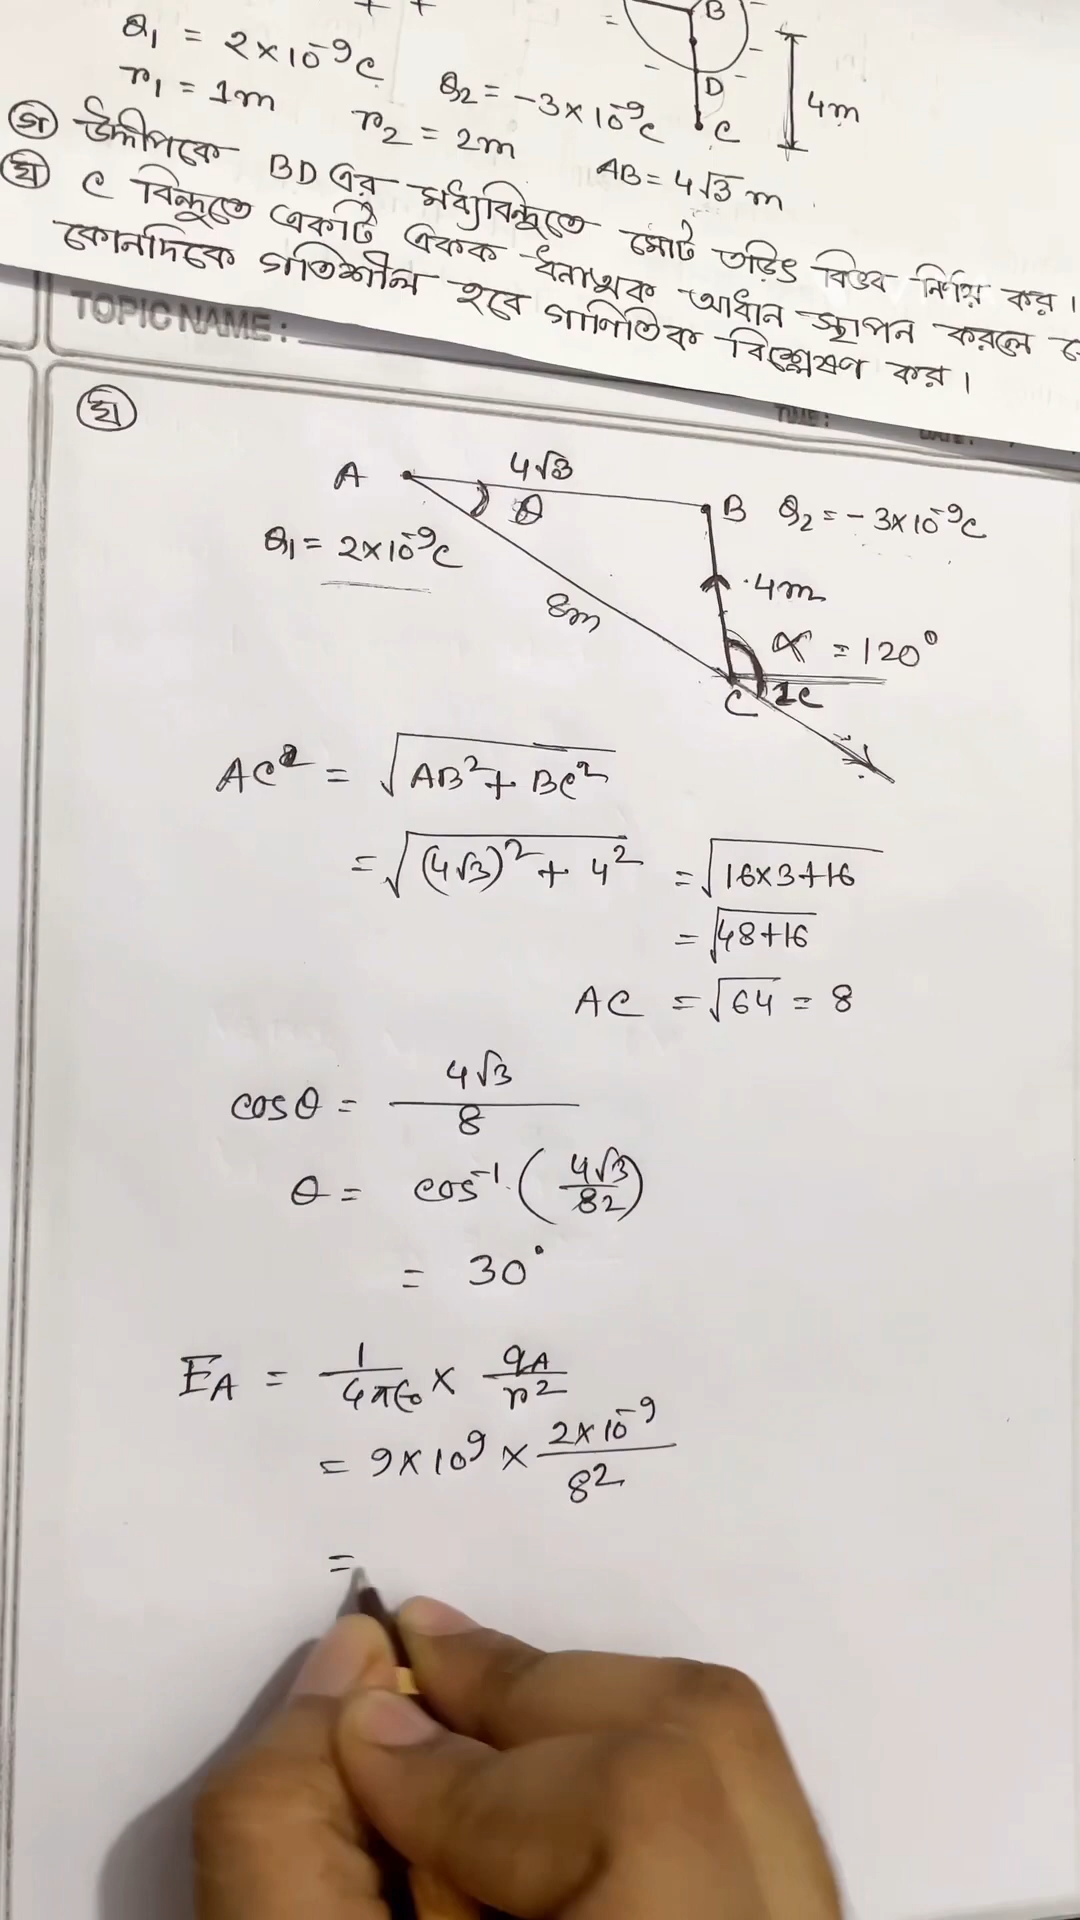 B
Q₁ = 2×10⁻⁹C
r₁ = 1m
Q₂ = -3×10⁻⁹C
r₂ = 2m
D
C
4m
AB = 4√3 m
গ উদ্দীপকে BD এর মধ্যবিন্দুতে মোট তড়িৎ বিভব নির্ণয় কর।
ঘ C বিন্দুতে একটি একক ধনাত্মক আধান স্থাপন করলে
কোনদিকে গতিশীল হবে গাণিতিক বিশ্লেষণ কর।
TOPIC NAME :
TIME :
DATE :
ঘ
A 4√3 B Q₂ = -3×10⁻⁹C
θ
Q₁ = 2×10⁻⁹C
8m
4m
α = 120°
C 1C
AC² = √AB² + BC²
= √(4√3)² + 4² = √16×3+16
= √48+16
AC = √64 = 8
cosθ = 4√3/8
θ = cos⁻¹(4√3/82)
= 30°
E_A = 1/4πε₀ × q_A/r²
= 9×10⁹ × 2×10⁻⁹/8²
=